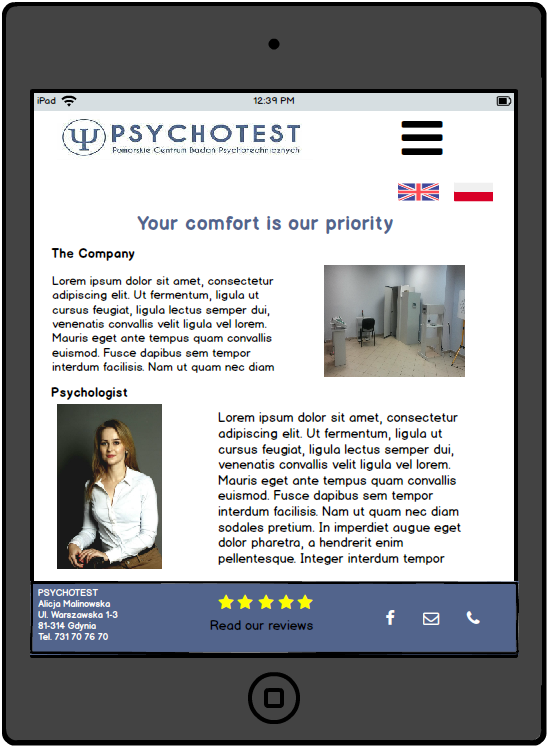 iPad
12:39 PM
PSYCHOTEST
Pomorskie Centrum Badań Psychotechnicznych
Your comfort is our priority
The Company
Lorem ipsum dolor sit amet, consectetur
adipiscing elit. Ut fermentum, ligula ut
cursus feugiat, ligula lectus semper dui,
venenatis convallis velit ligula vel lorem.
Mauris eget ante tempus quam convallis
euismod. Fusce dapibus sem tempor
interdum facilisis. Nam ut quam nec diam
Psychologist
Lorem ipsum dolor sit amet, consectetur
adipiscing elit. Ut fermentum, ligula ut
cursus feugiat, ligula lectus semper dui,
venenatis convallis velit ligula vel lorem.
Mauris eget ante tempus quam convallis
euismod. Fusce dapibus sem tempor
interdum facilisis. Nam ut quam nec diam
sodales pretium. In imperdiet augue eget
dolor pharetra, a hendrerit enim
pellentesque. Integer interdum tempor
PSYCHOTEST
Alicja Malinowska
Ul. Warszawska 1-3
81-314 Gdynia
Tel. 731 70 76 70
Read our reviews